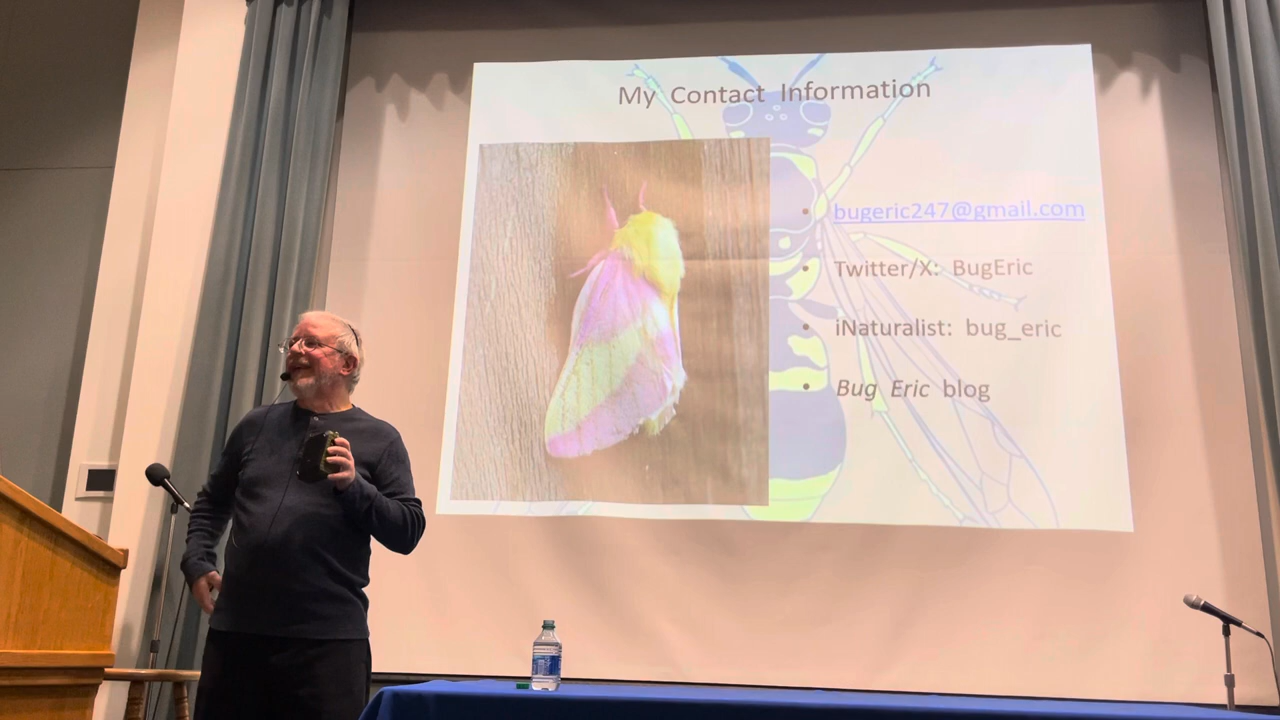 My Contact Information
• bugeric247@gmail.com
• Twitter/X: BugEric
• iNaturalist: bug_eric
• Bug Eric blog